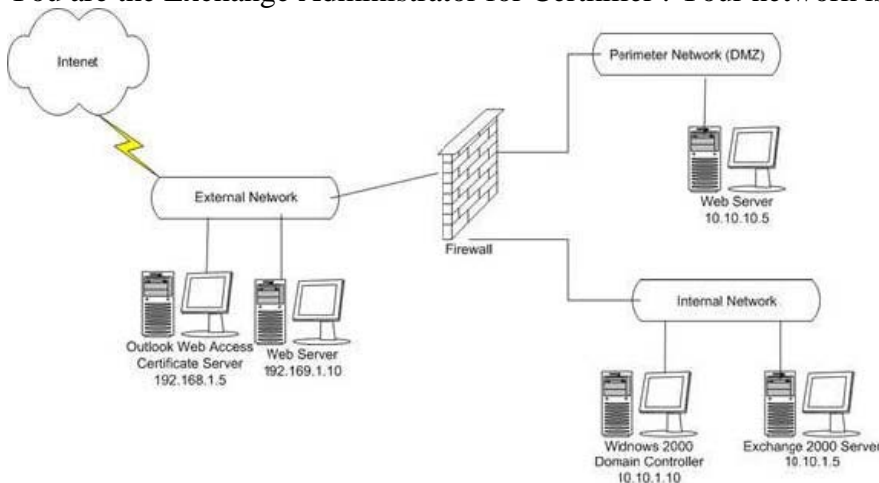 You are the Exchange Administrator for Certkiller . Your network is
Intenet
Perimeter Network (DMZ)
Web Server
10.10.10.5
External Network
Firewall
Internal Network
Outlook Web Access
Certificate Server
192.168.1.5
Web Server
192.169.1.10
Widnows 2000
Domain Controller
10.10.1.10
Exchange 2000 Server
10.10.1.5